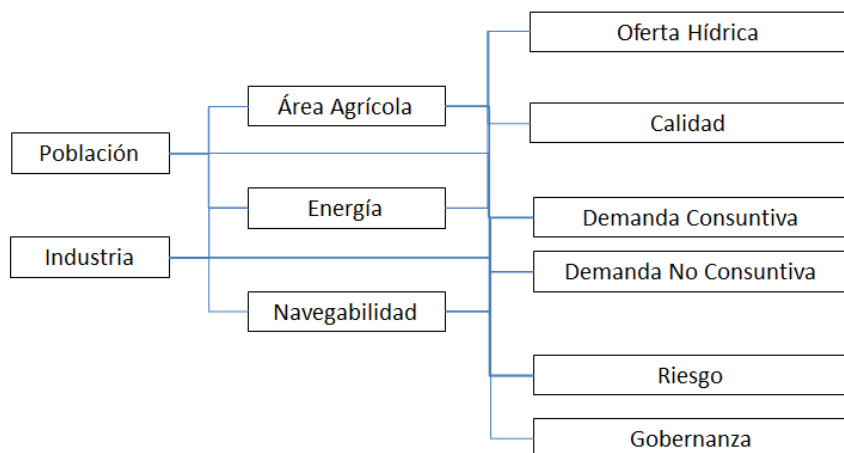 Población
Industria
Área Agrícola
Energía
Navegabilidad
Oferta Hídrica
Calidad
Demanda Consuntiva
Demanda No Consuntiva
Riesgo
Gobernanza